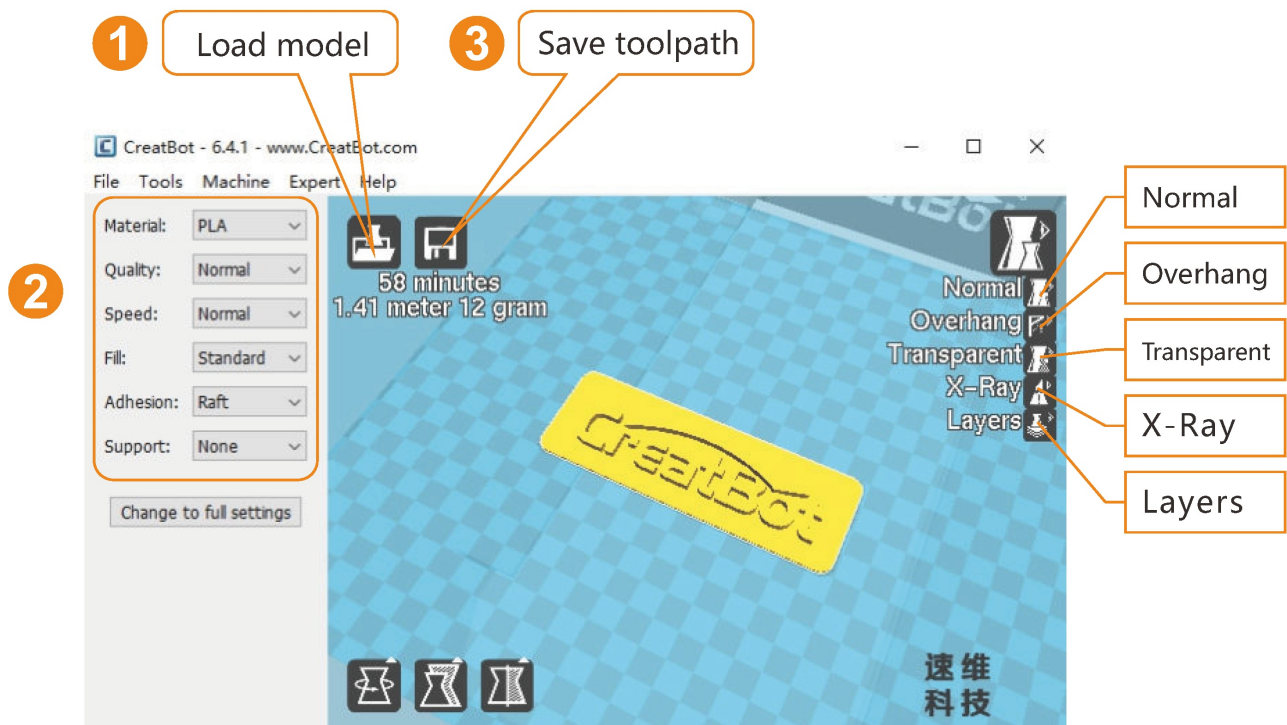 1
Load model
3
Save toolpath
CreatBot - 6.4.1 - www.CreatBot.com
File Tools Machine Expert Help
2
Material: PLA
Quality: Normal
Speed: Normal
Fill: Standard
Adhesion: Raft
Support: None
Change to full settings
58 minutes
1.41 meter 12 gram
CreatBot
Normal
Overhang
Transparent
X-Ray
Layers
Normal
Overhang
Transparent
X-Ray
Layers
速维
科技